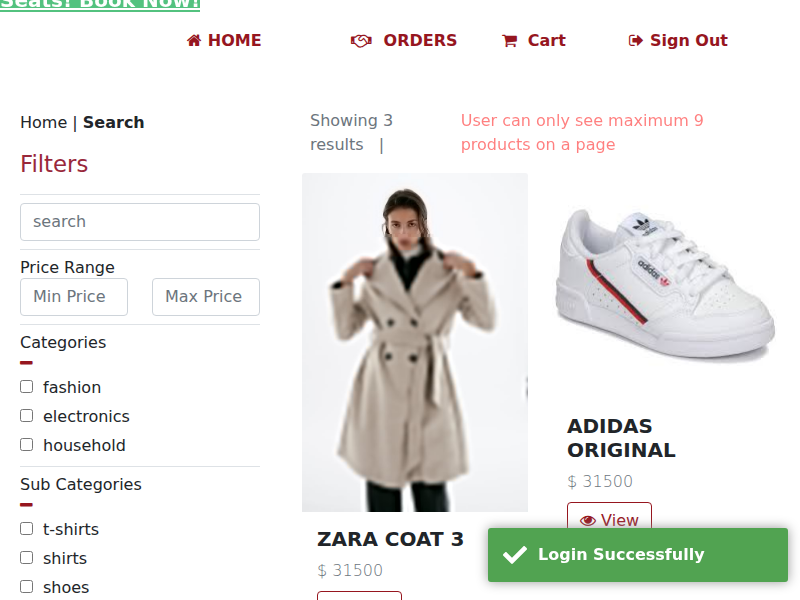 Seats! Book Now!
HOME
ORDERS
Cart
Sign Out
Home | Search
Showing 3
results |
User can only see maximum 9
products on a page
Filters
search
Price Range
Min Price
Max Price
Categories
fashion
electronics
household
Sub Categories
t-shirts
shirts
shoes
adidas
ZARA COAT 3
$ 31500
ADIDAS
ORIGINAL
$ 31500
View
Login Successfully